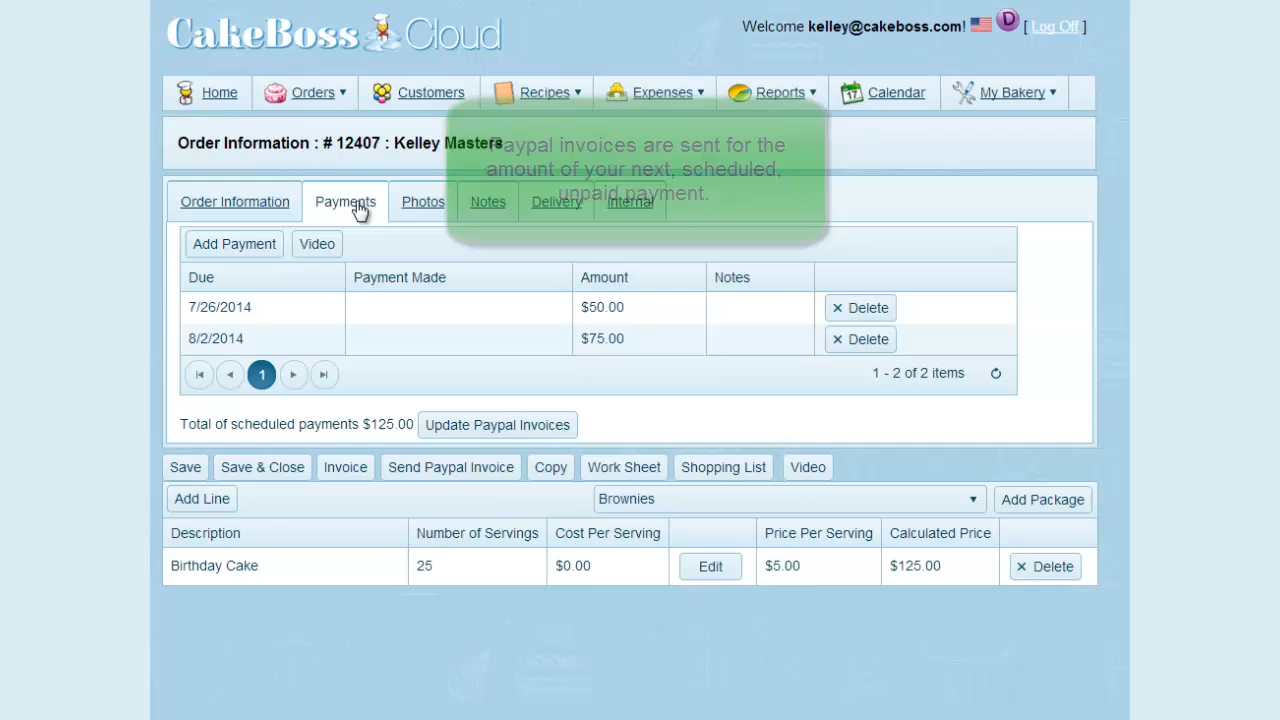 CakeBoss Cloud
Welcome kelley@cakeboss.com! D [ Log Off ]
Home Orders ▾ Customers Recipes ▾ Expenses ▾ Reports ▾ 17 Calendar My Bakery ▾
Order Information : # 12407 : Kelley Masters
Paypal invoices are sent for the
amount of your next, scheduled,
unpaid payment.
Order Information Payments Photos Notes Delivery Internal
Add Payment Video
Due Payment Made Amount Notes
7/26/2014 $50.00 × Delete
8/2/2014 $75.00 × Delete
1 1 - 2 of 2 items
Total of scheduled payments $125.00 Update Paypal Invoices
Save Save & Close Invoice Send Paypal Invoice Copy Work Sheet Shopping List Video
Add Line Brownies ▾ Add Package
Description Number of Servings Cost Per Serving Price Per Serving Calculated Price
Birthday Cake 25 $0.00 Edit $5.00 $125.00 × Delete